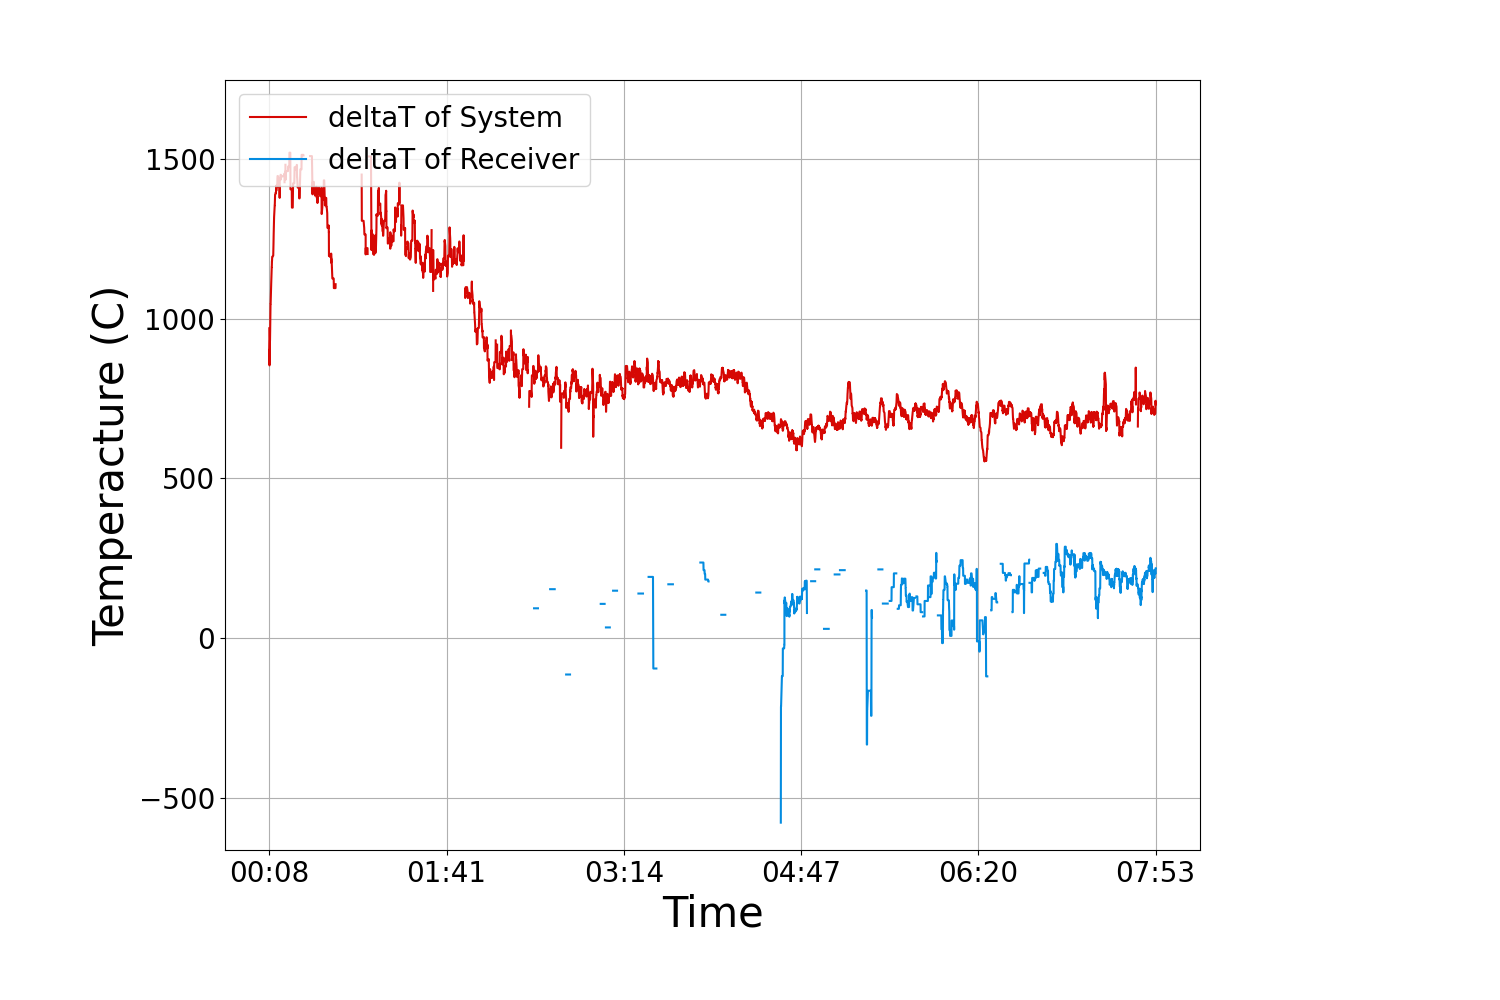 deltaT of System
deltaT of Receiver
Temperacture (C)
1500
1000
500
0
−500
00:08 01:41 03:14 04:47 06:20 07:53
Time